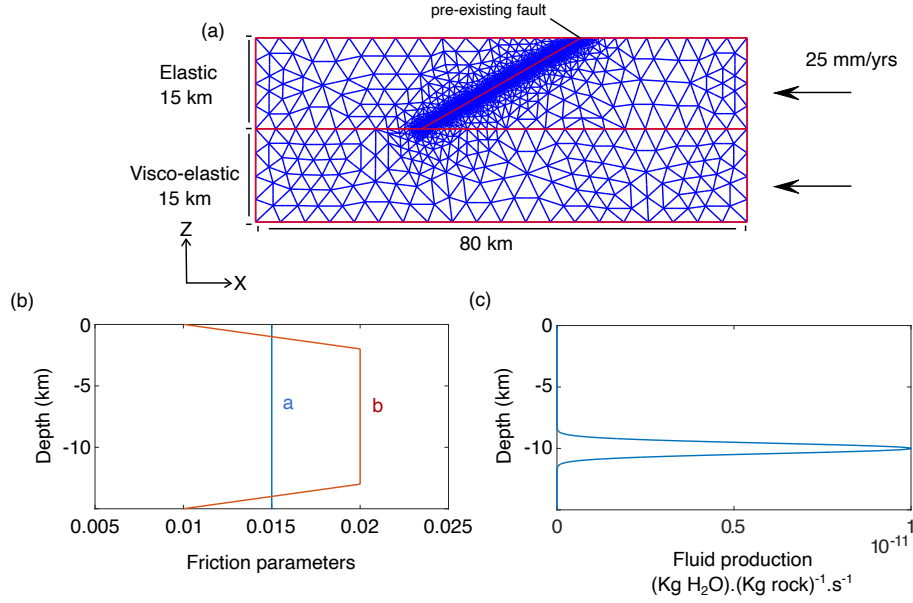 pre-existing fault
(a)
Elastic
15 km
25 mm/yrs
Visco-elastic
15 km
80 km
Z
X
(b)
0
-5
-10
Depth (km)
a
b
0.005
0.01
0.015
0.02
0.025
Friction parameters
(c)
0
-5
-10
Depth (km)
0
0.5
1
10⁻¹¹
Fluid production
(Kg H₂O).(Kg rock)⁻¹.s⁻¹